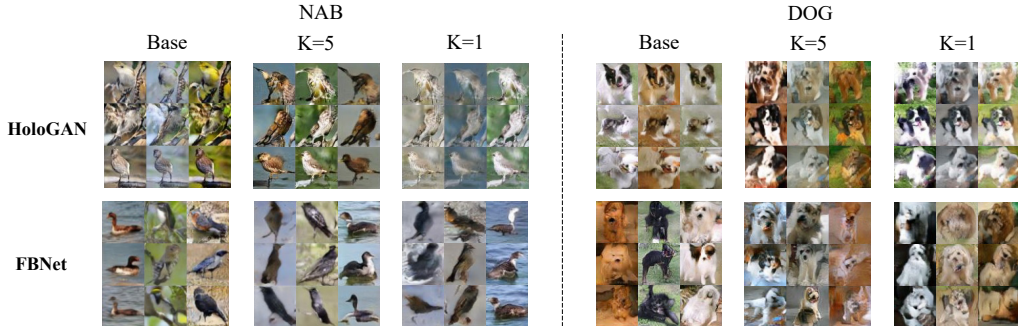 NAB DOG
Base K=5 K=1 Base K=5 K=1
HoloGAN
FBNet